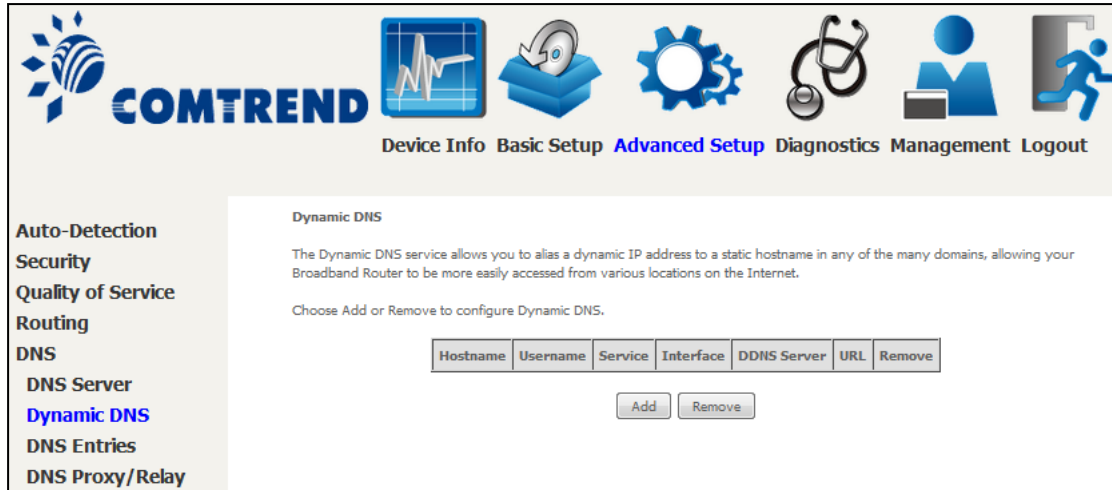 COMTREND
Device Info Basic Setup Advanced Setup Diagnostics Management Logout
Auto-Detection
Security
Quality of Service
Routing
DNS
DNS Server
Dynamic DNS
DNS Entries
DNS Proxy/Relay
Dynamic DNS
The Dynamic DNS service allows you to alias a dynamic IP address to a static hostname in any of the many domains, allowing your
Broadband Router to be more easily accessed from various locations on the Internet.
Choose Add or Remove to configure Dynamic DNS.
Hostname Username Service Interface DDNS Server URL Remove
Add Remove